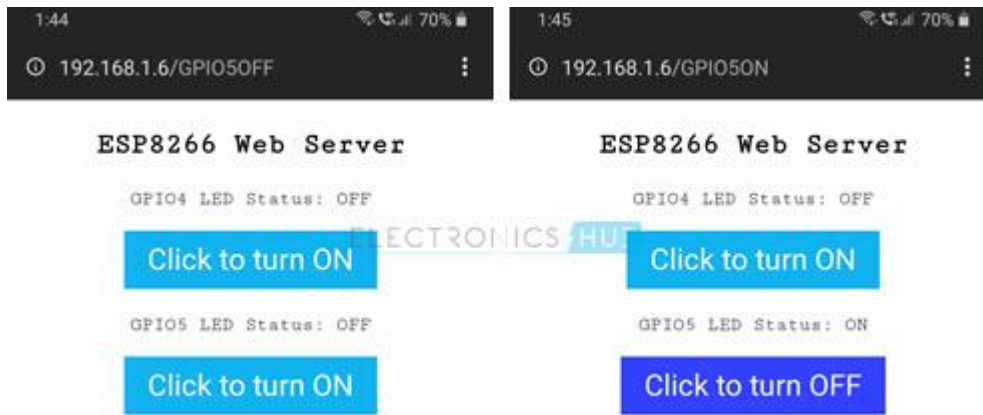 1:44
70%
192.168.1.6/GPIO5OFF
ESP8266 Web Server
GPIO4 LED Status: OFF
Click to turn ON
GPIO5 LED Status: OFF
Click to turn ON
1:45
70%
192.168.1.6/GPIO5ON
ESP8266 Web Server
GPIO4 LED Status: OFF
Click to turn ON
GPIO5 LED Status: ON
Click to turn OFF
ELECTRONICS HUB